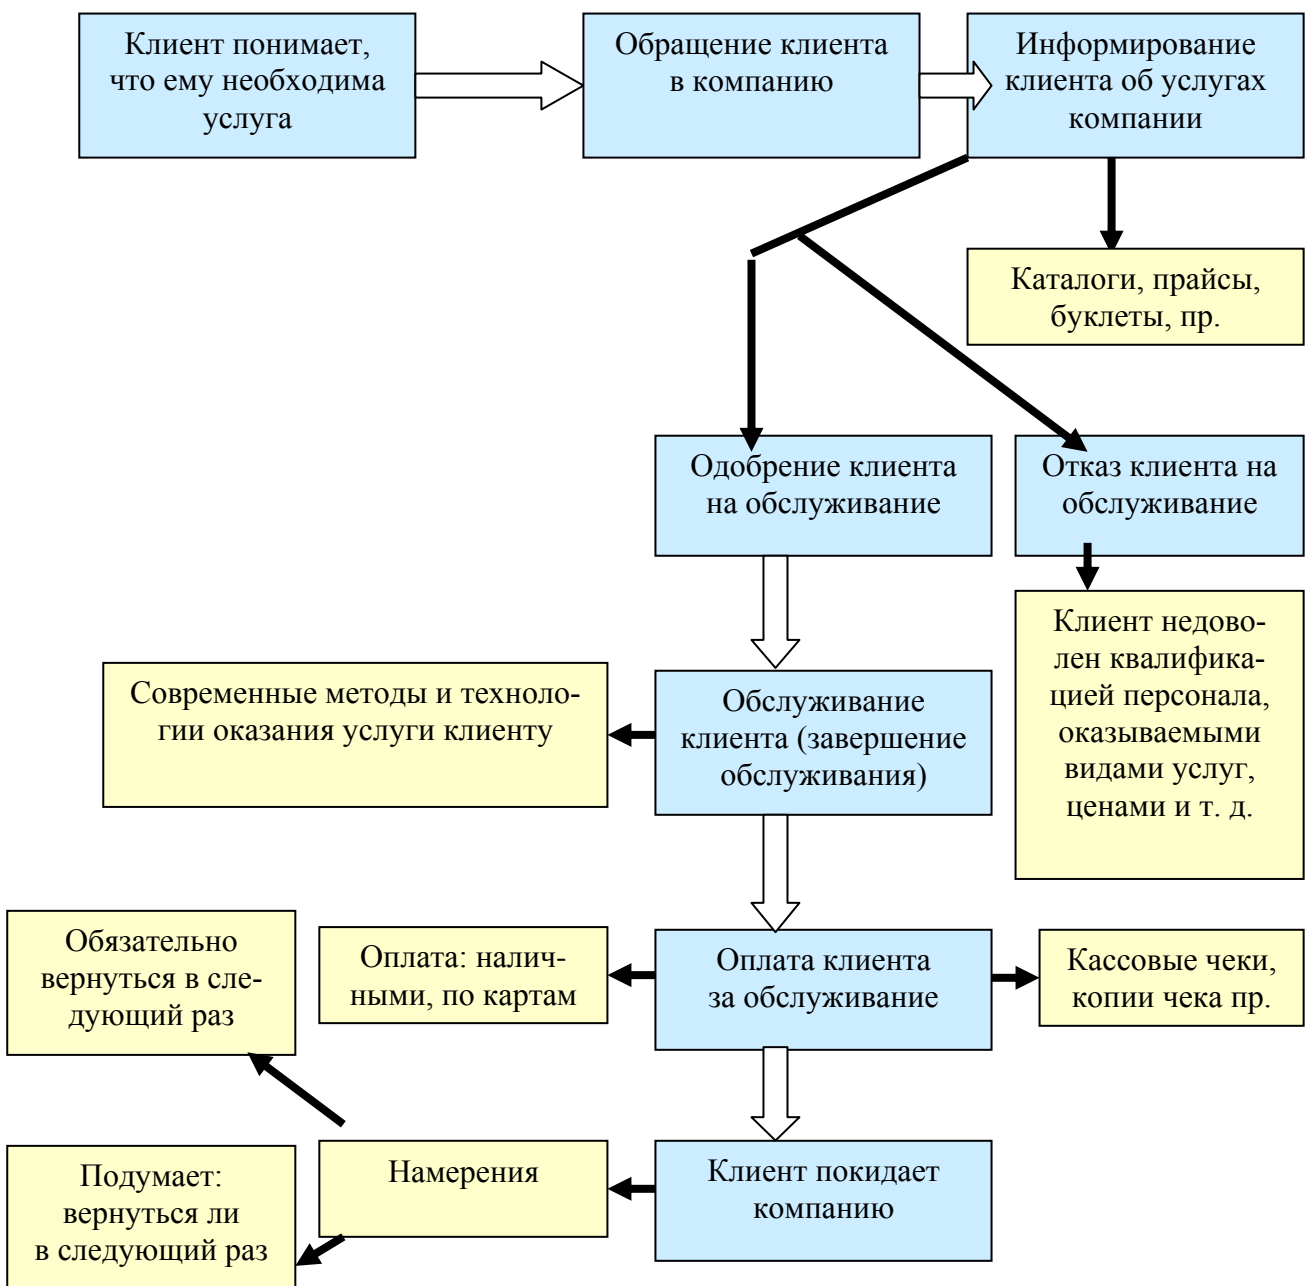 Клиент понимает,
что ему необходима
услуга
Обращение клиента
в компанию
Информирование
клиента об услугах
компании
Каталоги, прайсы,
буклеты, пр.
Одобрение клиента
на обслуживание
Отказ клиента на
обслуживание
Клиент недово-
лен квалифика-
цией персонала,
оказываемыми
видами услуг,
ценами и т. д.
Современные методы и техноло-
гии оказания услуги клиенту
Обслуживание
клиента (завершение
обслуживания)
Обязательно
вернуться в сле-
дующий раз
Оплата: налич-
ными, по картам
Оплата клиента
за обслуживание
Кассовые чеки,
копии чека пр.
Подумает:
вернуться ли
в следующий раз
Намерения
Клиент покидает
компанию